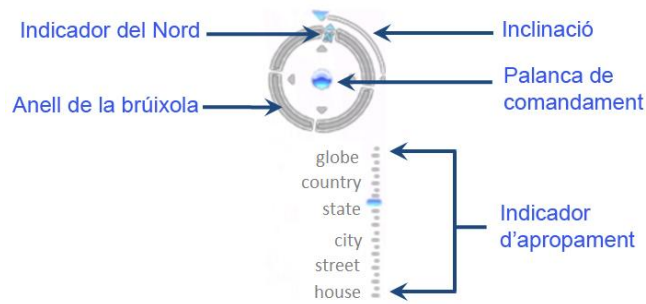 Indicador del Nord
Inclinació
Palanca de
comandament
Anell de la brúixola
globe
country
state
city
street
house
Indicador
d'apropament